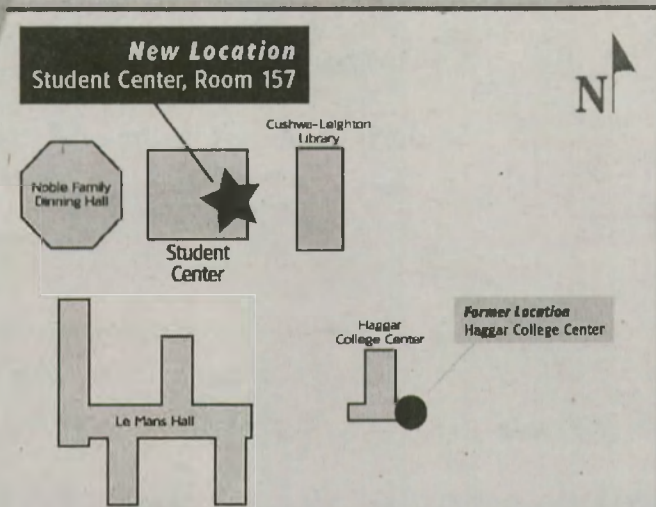 New Location
Student Center, Room 157
N
Cushwa-Leighton
Library
Noble Family
Dinning Hall
Student
Center
Former Location
Haggar College Center
Haggar
College Center
Le Mans Hall